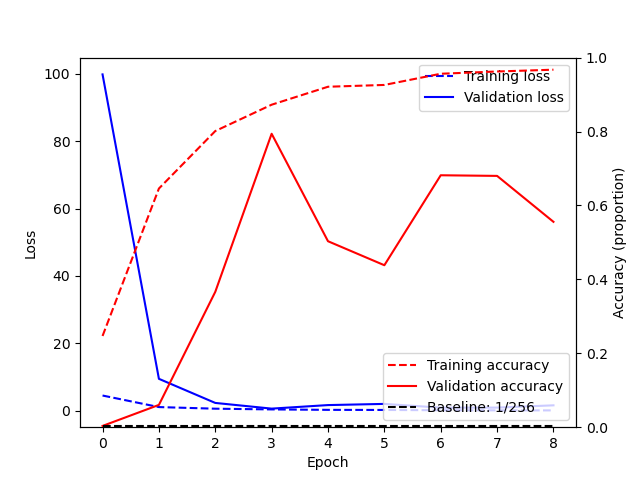 Training loss
Validation loss
Training accuracy
Validation accuracy
Baseline: 1/256
Loss
100
80
60
40
20
0
Accuracy (proportion)
1.0
0.8
0.6
0.4
0.2
0.0
0 1 2 3 4 5 6 7 8
Epoch